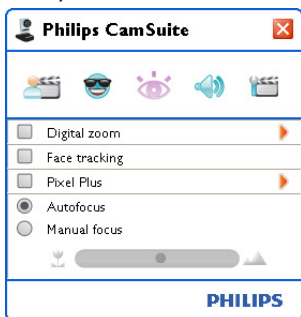 Philips CamSuite
Digital zoom
Face tracking
Pixel Plus
Autofocus
Manual focus
PHILIPS